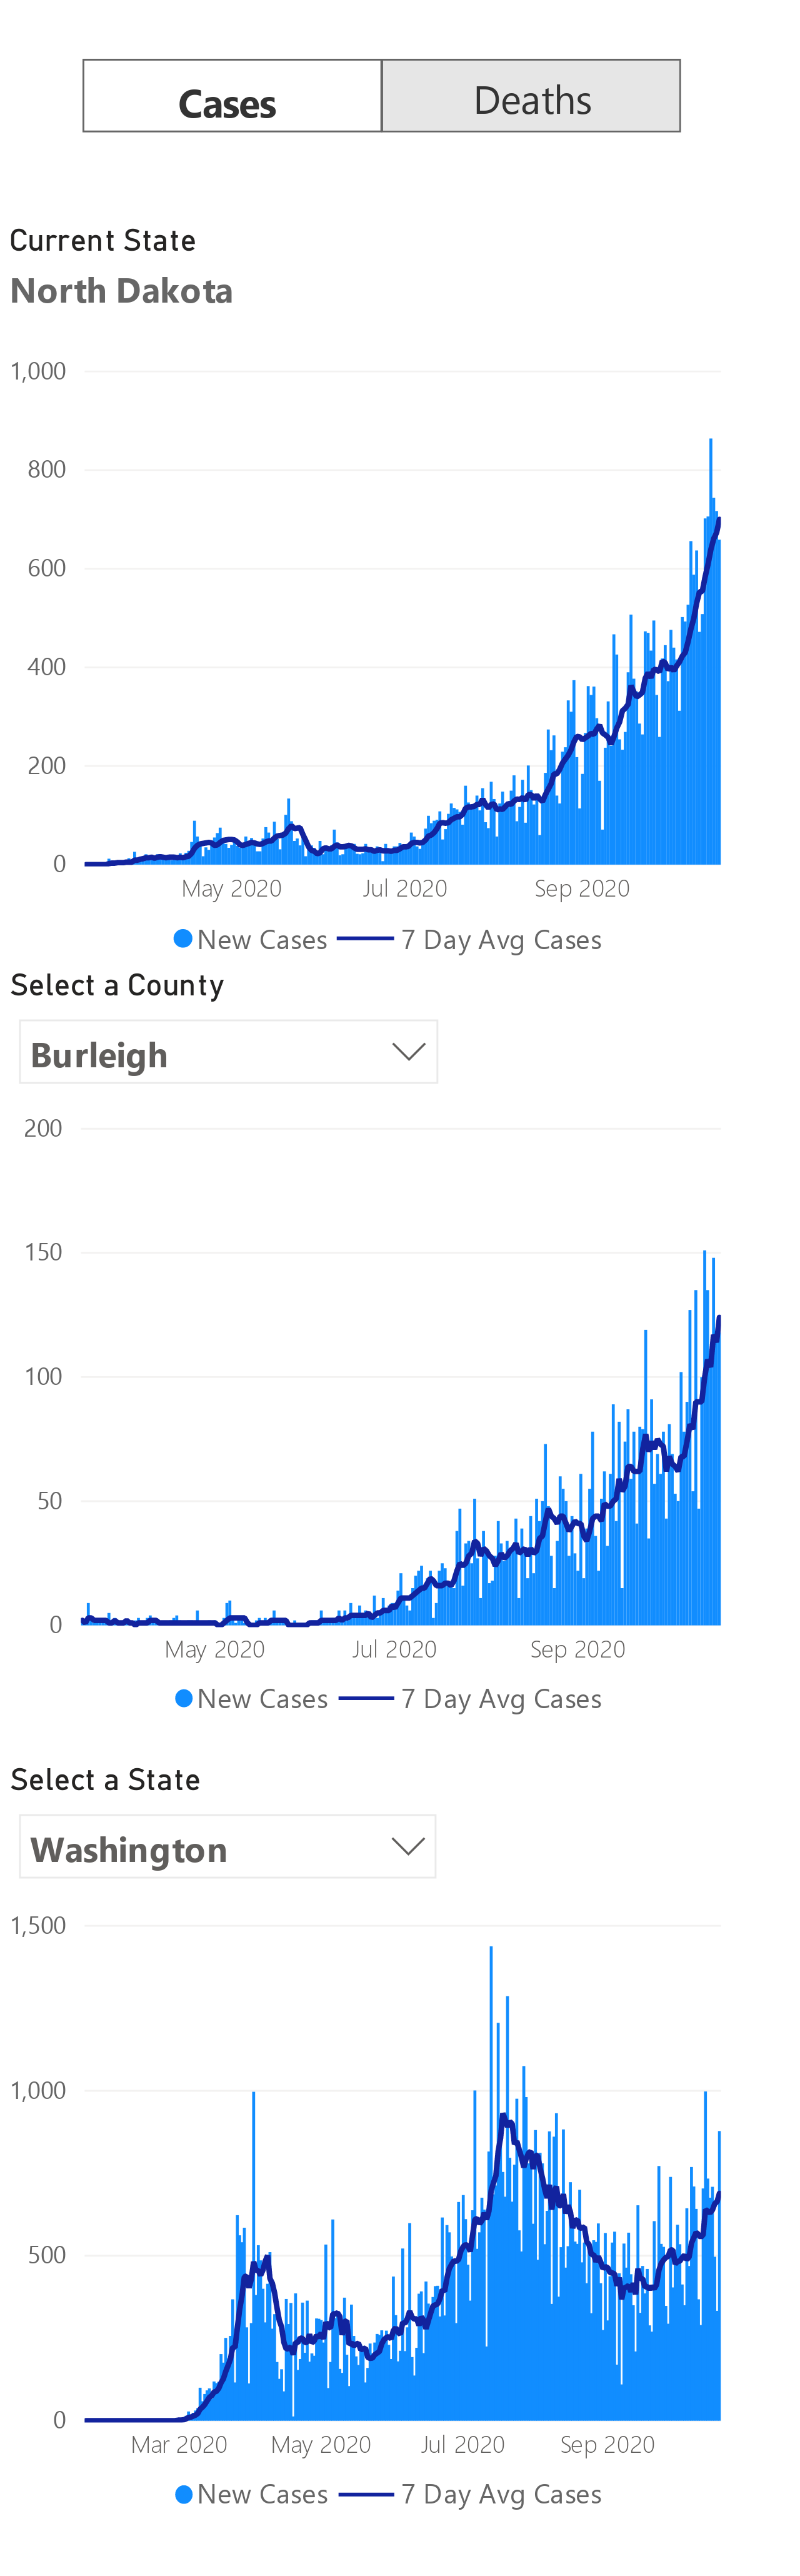 Cases Deaths
Current State
North Dakota
1,000
800
600
400
200
0
May 2020 Jul 2020 Sep 2020
New Cases 7 Day Avg Cases
Select a County
Burleigh
200
150
100
50
0
May 2020 Jul 2020 Sep 2020
New Cases 7 Day Avg Cases
Select a State
Washington
1,500
1,000
500
0
Mar 2020 May 2020 Jul 2020 Sep 2020
New Cases 7 Day Avg Cases